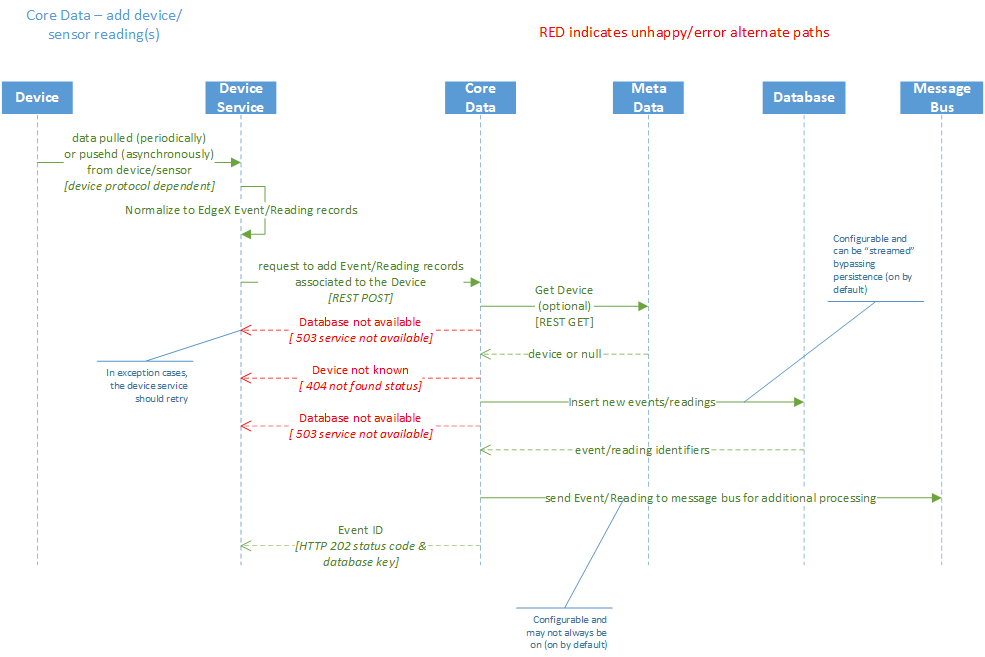 Core Data – add device/
sensor reading(s)
RED indicates unhappy/error alternate paths
Device
Device
Service
Core
Data
Meta
Data
Database
Message
Bus
data pulled (periodically)
or pusehd (asynchronously)
from device/sensor
[device protocol dependent]
Normalize to EdgeX Event/Reading records
Configurable and
can be “streamed”
bypassing
persistence (on by
default)
request to add Event/Reading records
associated to the Device
[REST POST]
Get Device
(optional)
[REST GET]
Database not available
[ 503 service not available]
device or null
In exception cases,
the device service
should retry
Device not known
[ 404 not found status]
Insert new events/readings
Database not available
[ 503 service not available]
event/reading identifiers
send Event/Reading to message bus for additional processing
Event ID
[HTTP 202 status code &
database key]
Configurable and
may not always be
on (on by default)